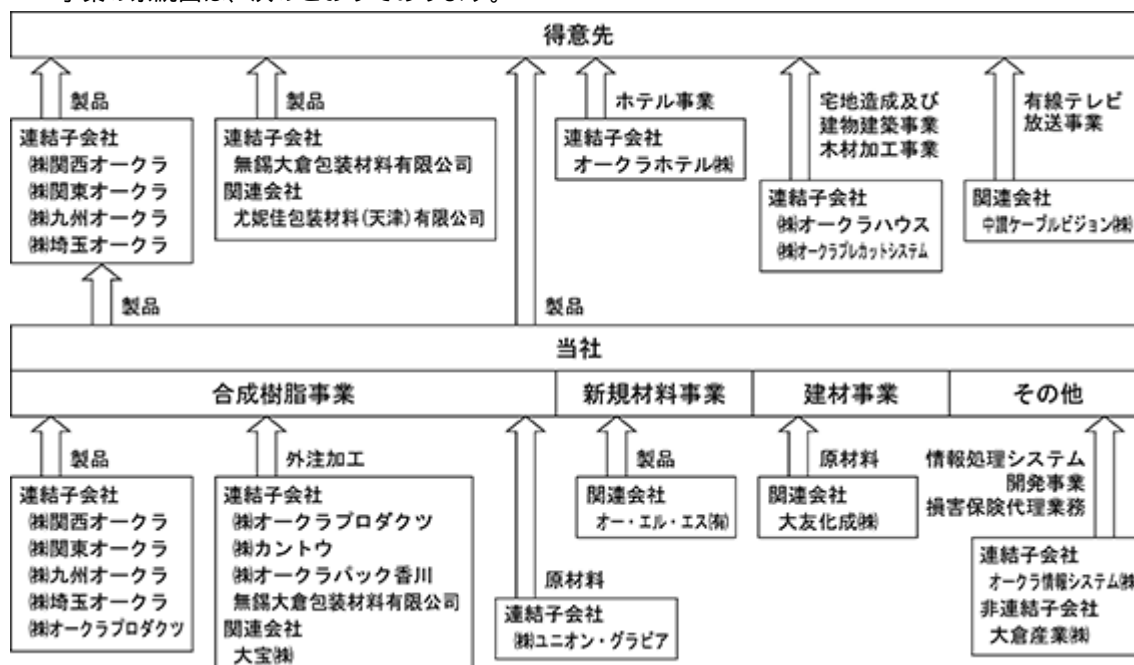 事業の系統図は、次のとおりであります。
得意先
製品
製品
ホテル事業
宅地造成及び
建物建築事業
木材加工事業
有線テレビ
放送事業
連結子会社
㈱関西オークラ
㈱関東オークラ
㈱九州オークラ
㈱埼玉オークラ
連結子会社
無錫大倉包装材料有限公司
関連会社
尤妮佳包装材料(天津)有限公司
連結子会社
オークラホテル㈱
連結子会社
㈱オークラハウス
㈱オークラプレカットシステム
関連会社
中讃ケーブルビジョン㈱
製品
製品
当社
合成樹脂事業
新規材料事業
建材事業
その他
製品
外注加工
原材料
製品
原材料
情報処理システム
開発事業
損害保険代理業務
連結子会社
㈱関西オークラ
㈱関東オークラ
㈱九州オークラ
㈱埼玉オークラ
㈱オークラプロダクツ
連結子会社
㈱オークラプロダクツ
㈱カントウ
㈱オークラパック香川
無錫大倉包装材料有限公司
関連会社
大宝㈱
連結子会社
㈱ユニオン・グラビア
関連会社
オー・エル・エス㈲
関連会社
大友化成㈱
連結子会社
オークラ情報システム㈱
非連結子会社
大倉産業㈱